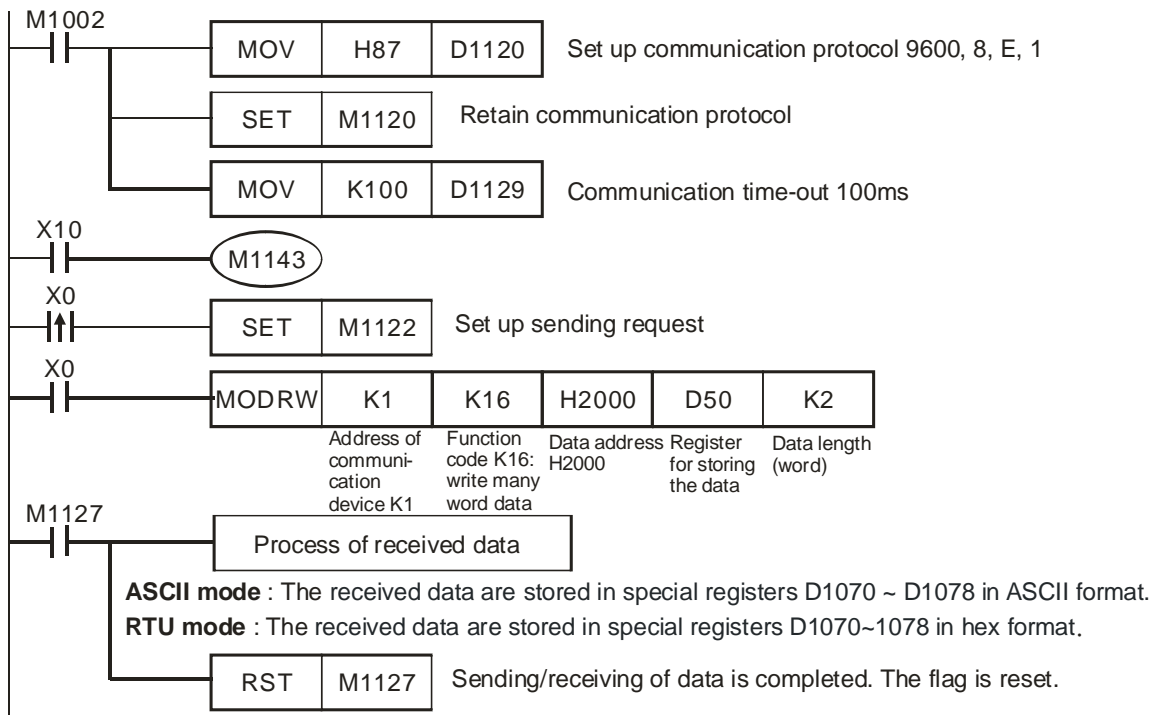 M1002
MOV H87 D1120 Set up communication protocol 9600, 8, E, 1
SET M1120 Retain communication protocol
MOV K100 D1129 Communication time-out 100ms
X10
M1143
X0
SET M1122 Set up sending request
X0
MODRW K1 K16 H2000 D50 K2
Address of communi-cation device K1
Function code K16: write many word data
Data address H2000
Register for storing the data
Data length (word)
M1127
Process of received data
ASCII mode : The received data are stored in special registers D1070 ~ D1078 in ASCII format.
RTU mode : The received data are stored in special registers D1070~1078 in hex format.
RST M1127 Sending/receiving of data is completed. The flag is reset.